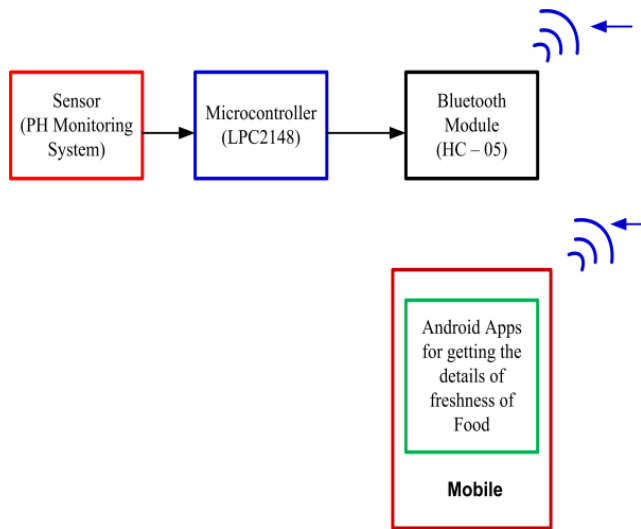 Sensor
(PH Monitoring
System)
Microcontroller
(LPC2148)
Bluetooth
Module
(HC – 05)
Android Apps
for getting the
details of
freshness of
Food
Mobile